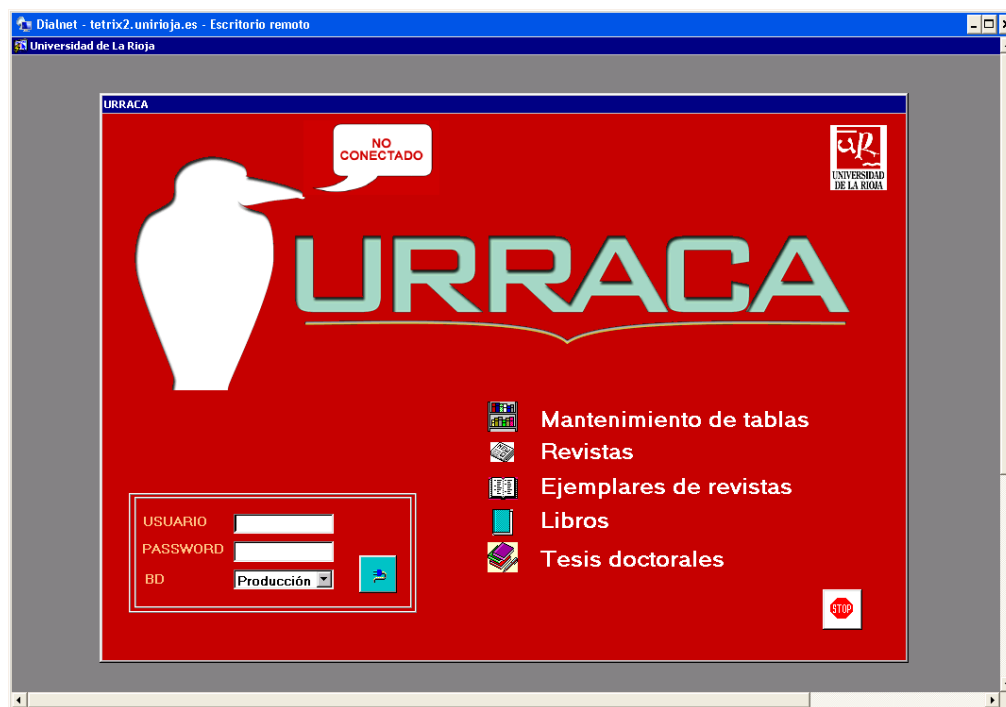 Dialnet - tetrix2.unirioja.es - Escritorio remoto
Universidad de La Rioja
URRACA
NO
CONECTADO
UR
UNIVERSIDAD
DE LA RIOJA
URRACA
Mantenimiento de tablas
Revistas
Ejemplares de revistas
Libros
Tesis doctorales
USUARIO
PASSWORD
BD
Producción
STOP